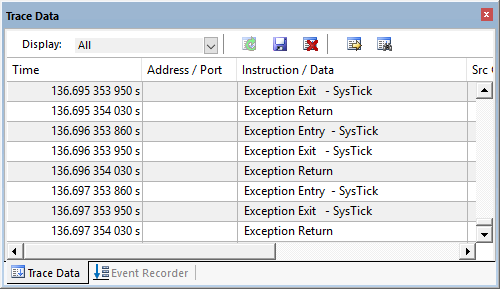 Trace Data
Display: All
Time Address / Port Instruction / Data Src
136.695 353 950 s Exception Exit - SysTick
136.695 354 030 s Exception Return
136.696 353 860 s Exception Entry - SysTick
136.696 353 950 s Exception Exit - SysTick
136.696 354 030 s Exception Return
136.697 353 860 s Exception Entry - SysTick
136.697 353 950 s Exception Exit - SysTick
136.697 354 030 s Exception Return
Trace Data Event Recorder